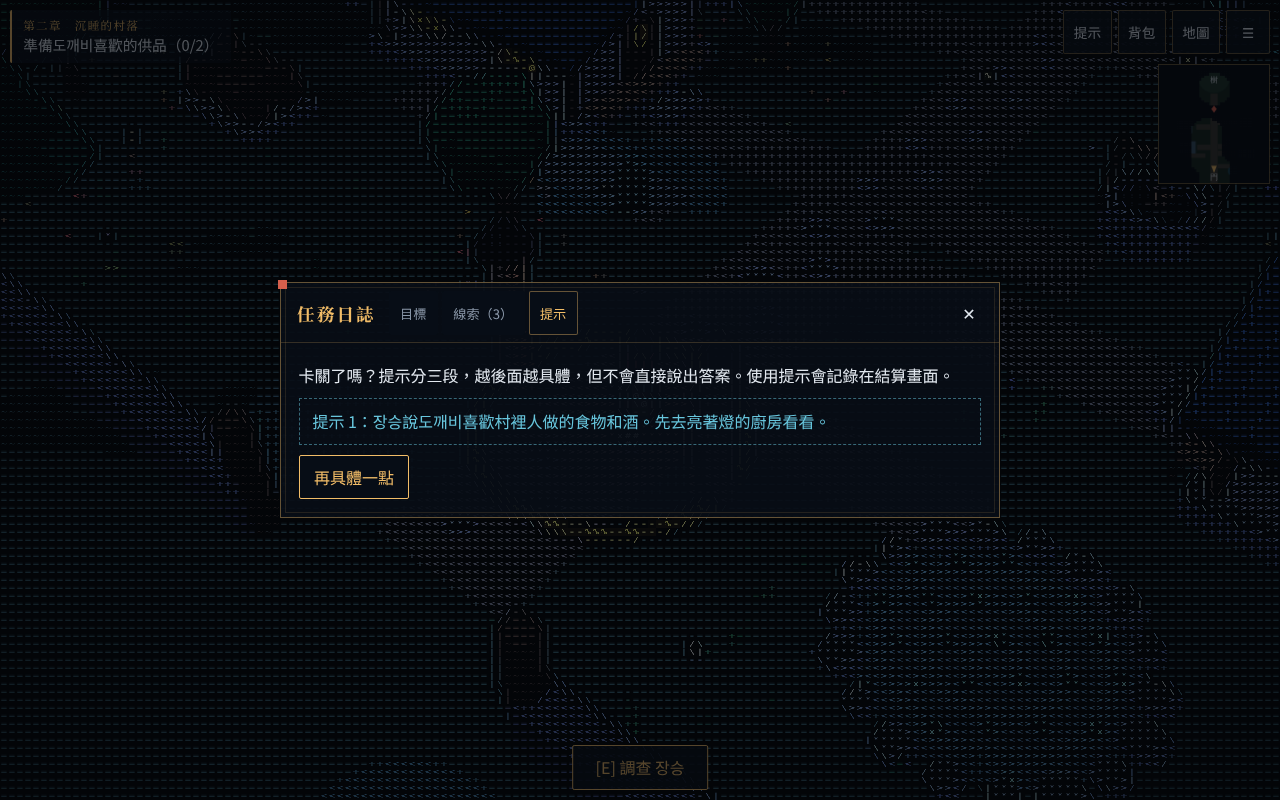 第二章 沉睡的村落
準備도깨비喜歡的供品（0/2）
提示 背包 地圖 ☰
樹
門
任務日誌 目標 線索（3） 提示 ✕
卡關了嗎？提示分三段，越後面越具體，但不會直接說出答案。使用提示會記錄在結算畫面。
提示 1：장승說도깨비喜歡村裡人做的食物和酒。先去亮著燈的廚房看看。
再具體一點
[E] 調查 장승